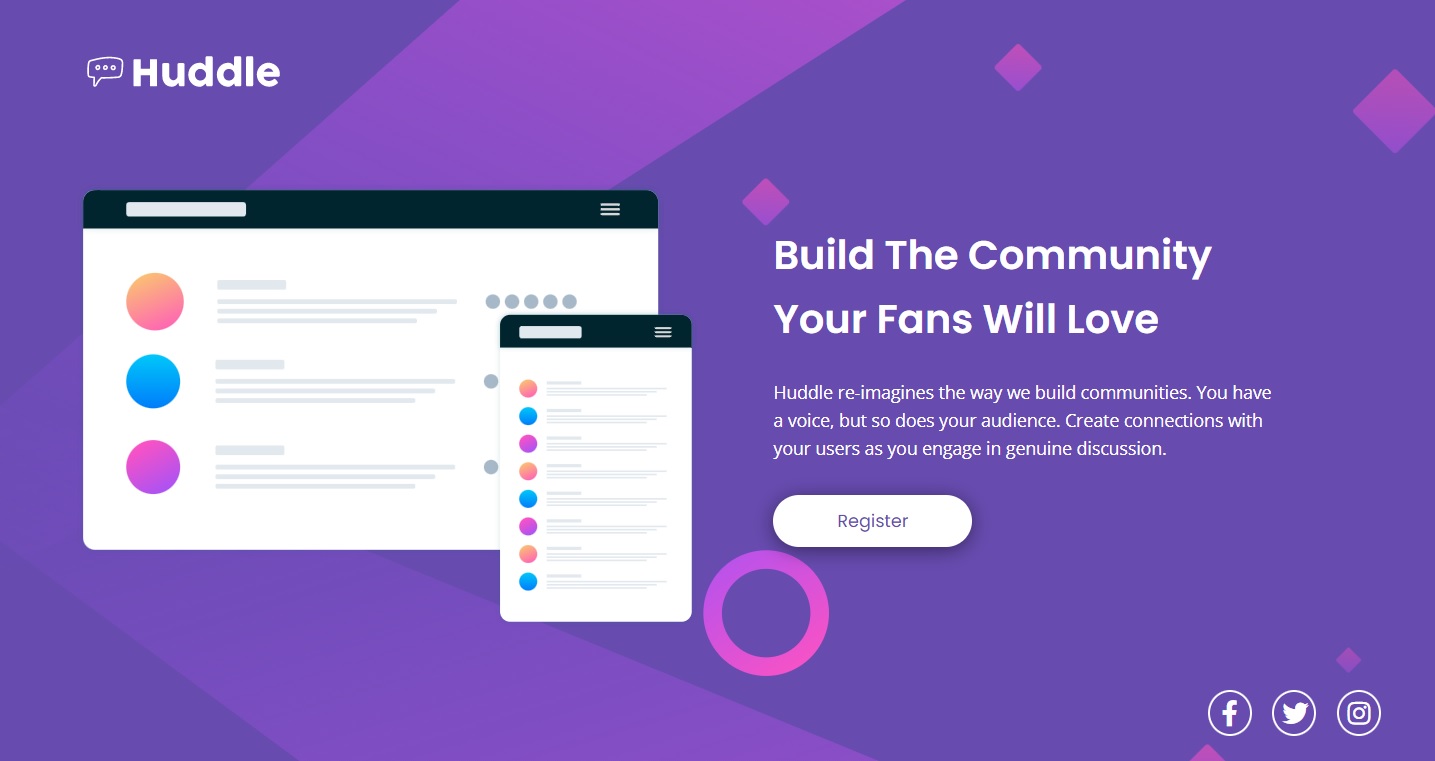 Huddle
Build The Community
Your Fans Will Love
Huddle re-imagines the way we build communities. You have
a voice, but so does your audience. Create connections with
your users as you engage in genuine discussion.
Register